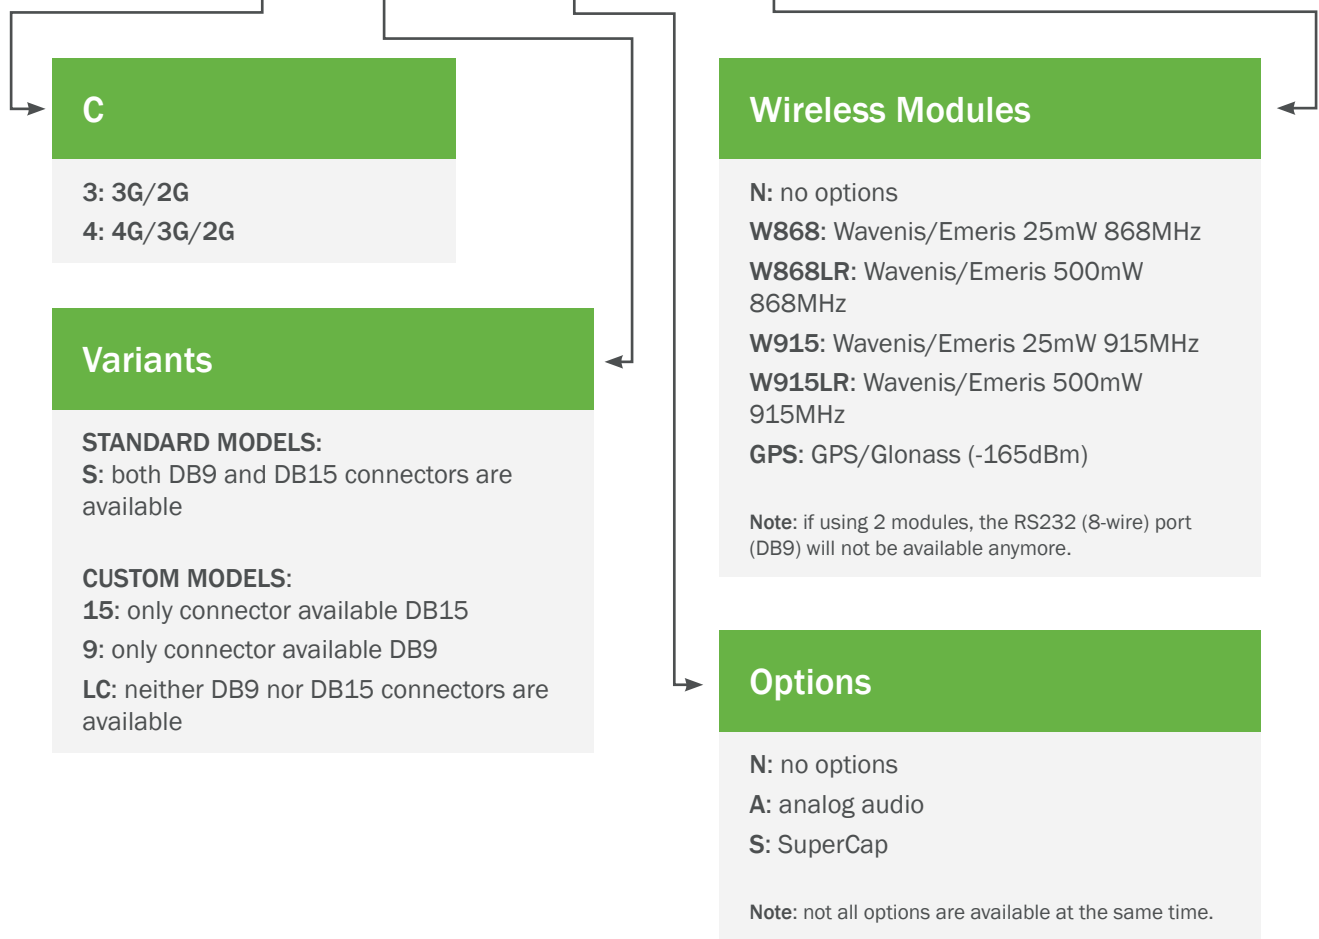 C
3: 3G/2G
4: 4G/3G/2G
Variants
STANDARD MODELS:
S: both DB9 and DB15 connectors are
available
CUSTOM MODELS:
15: only connector available DB15
9: only connector available DB9
LC: neither DB9 nor DB15 connectors are
available
Wireless Modules
N: no options
W868: Wavenis/Emeris 25mW 868MHz
W868LR: Wavenis/Emeris 500mW
868MHz
W915: Wavenis/Emeris 25mW 915MHz
W915LR: Wavenis/Emeris 500mW
915MHz
GPS: GPS/Glonass (-165dBm)
Note: if using 2 modules, the RS232 (8-wire) port
(DB9) will not be available anymore.
Options
N: no options
A: analog audio
S: SuperCap
Note: not all options are available at the same time.